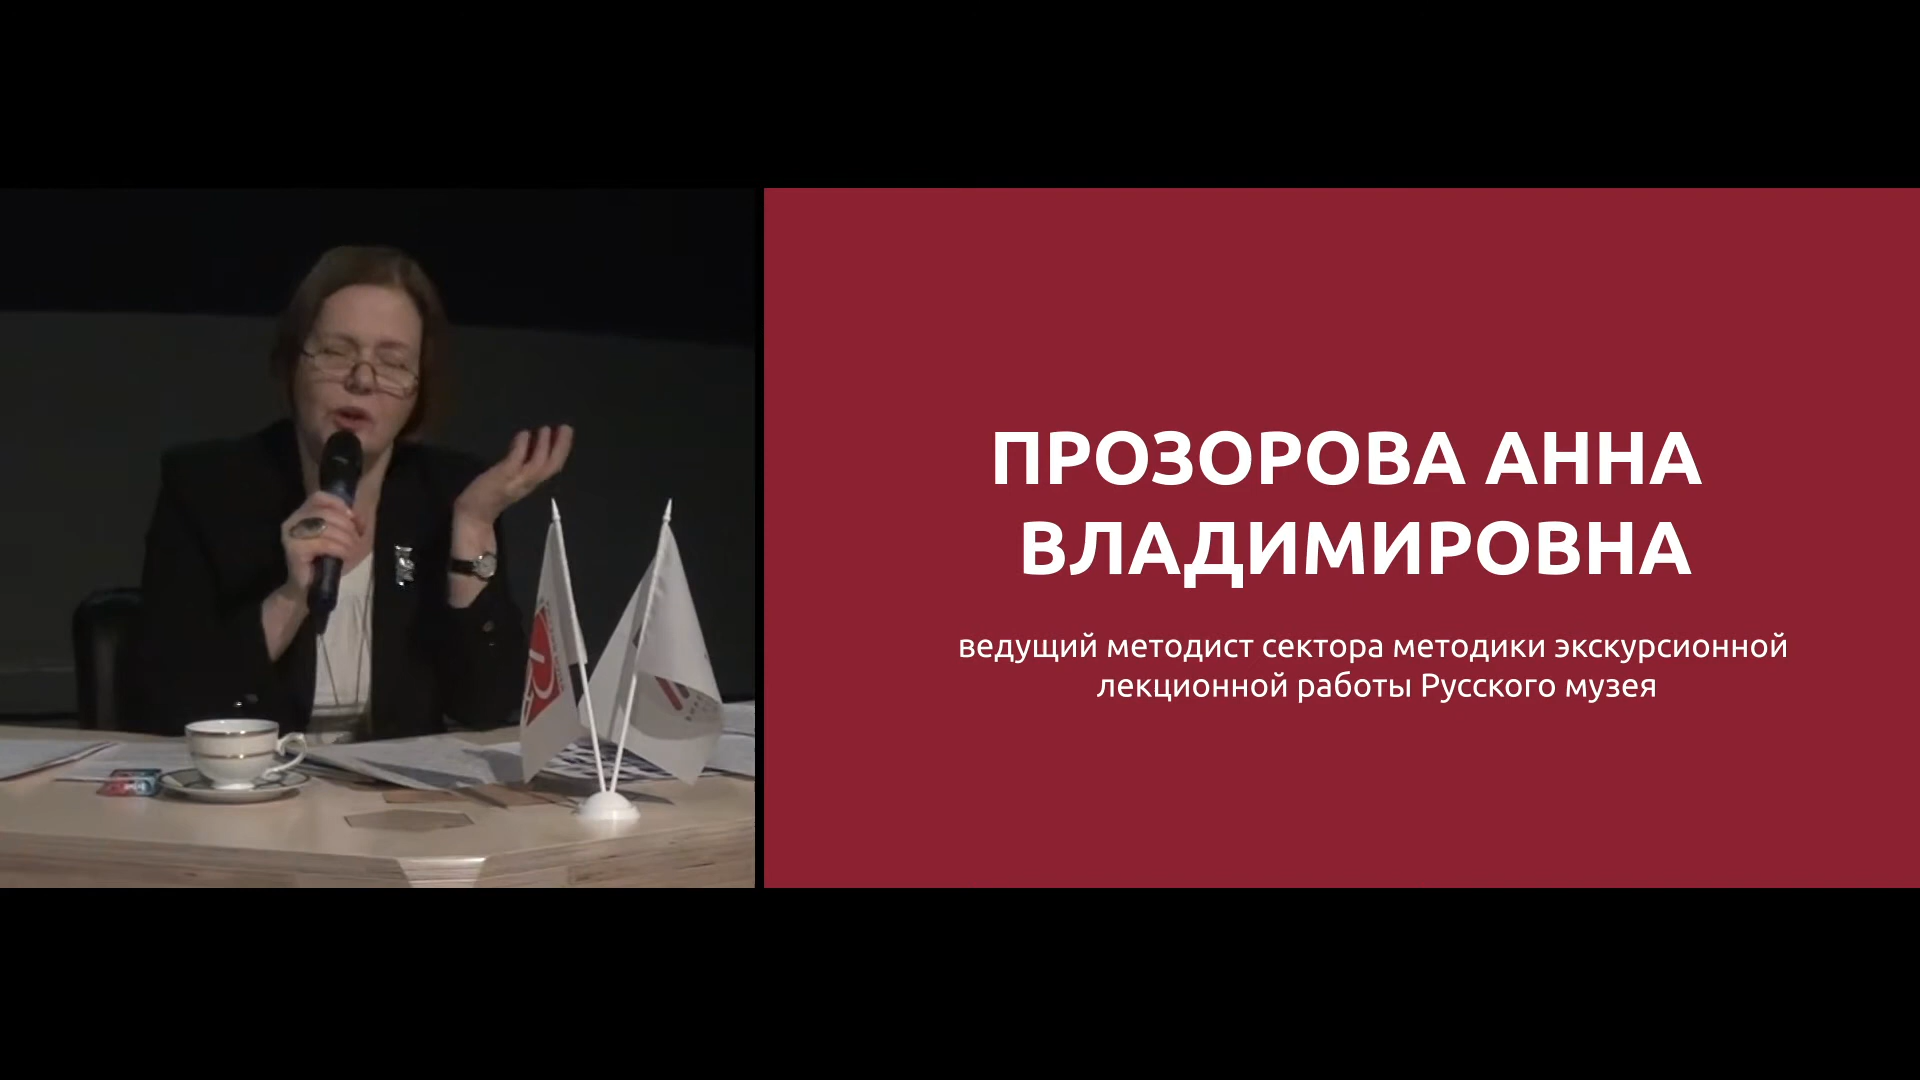 ПРОЗОРОВА АННА
ВЛАДИМИРОВНА
ведущий методист сектора методики экскурсионной
лекционной работы Русского музея